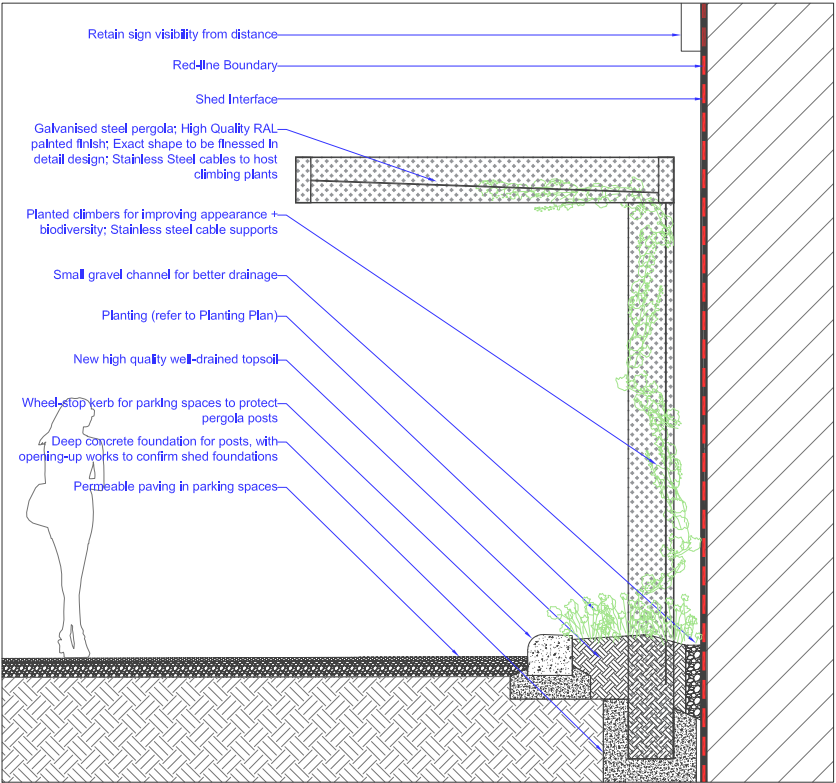 Retain sign visibility from distance
Red-line Boundary
Shed Interface
Galvanised steel pergola; High Quality RAL
painted finish; Exact shape to be finessed in
detail design; Stainless Steel cables to host
climbing plants
Planted climbers for improving appearance +
biodiversity; Stainless steel cable supports
Small gravel channel for better drainage
Planting (refer to Planting Plan)
New high quality well-drained topsoil
Wheel-stop kerb for parking spaces to protect
pergola posts
Deep concrete foundation for posts, with
opening-up works to confirm shed foundations
Permeable paving in parking spaces